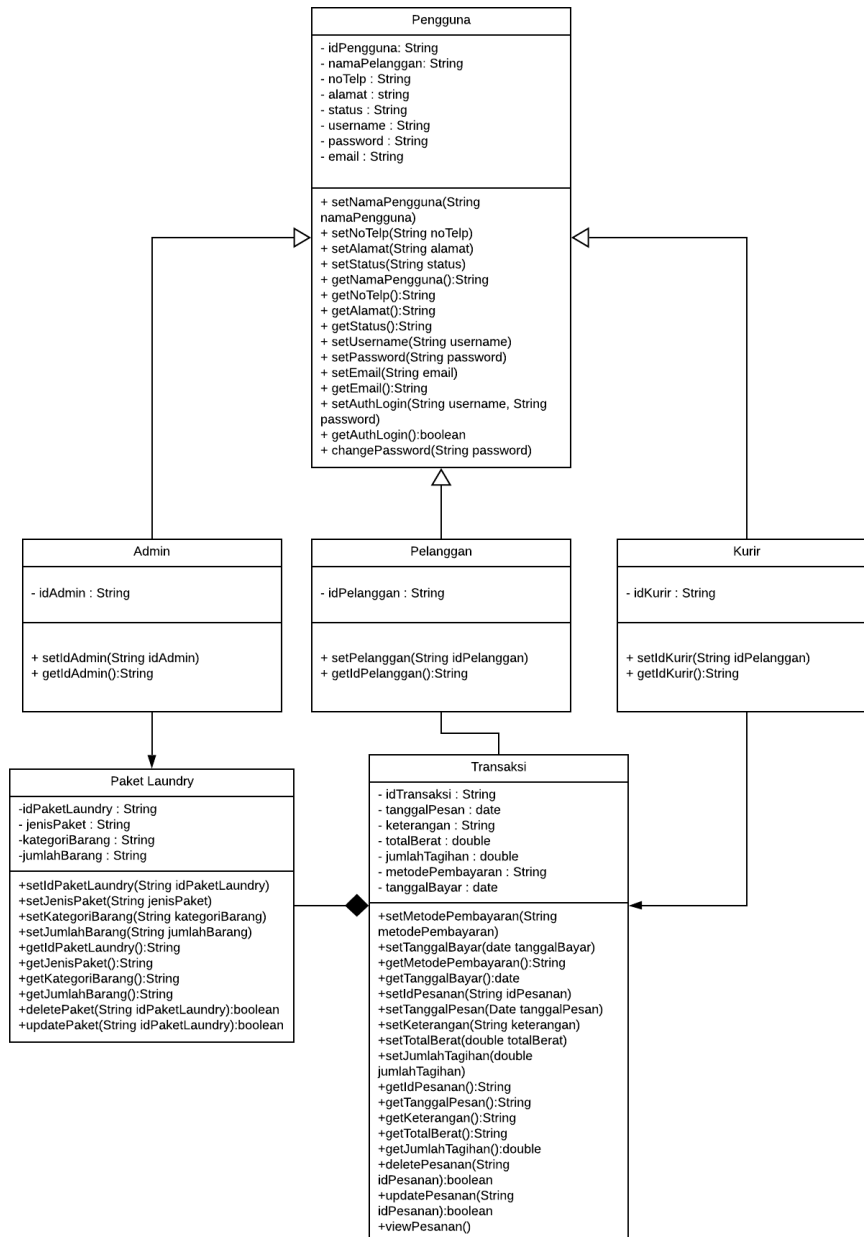 Pengguna
- idPengguna: String
- namaPelanggan: String
- noTelp : String
- alamat : string
- status : String
- username : String
- password : String
- email : String
+ setNamaPengguna(String
namaPengguna)
+ setNoTelp(String noTelp)
+ setAlamat(String alamat)
+ setStatus(String status)
+ getNamaPengguna():String
+ getNoTelp():String
+ getAlamat():String
+ getStatus():String
+ setUsername(String username)
+ setPassword(String password)
+ setEmail(String email)
+ getEmail():String
+ setAuthLogin(String username, String
password)
+ getAuthLogin():boolean
+ changePassword(String password)
Admin
- idAdmin : String
+ setIdAdmin(String idAdmin)
+ getIdAdmin():String
Pelanggan
- idPelanggan : String
+ setPelanggan(String idPelanggan)
+ getIdPelanggan():String
Kurir
- idKurir : String
+ setIdKurir(String idPelanggan)
+ getIdKurir():String
Paket Laundry
-idPaketLaundry : String
- jenisPaket : String
-kategoriBarang : String
-jumlahBarang : String
+setIdPaketLaundry(String idPaketLaundry)
+setJenisPaket(String jenisPaket)
+setKategoriBarang(String kategoriBarang)
+setJumlahBarang(String jumlahBarang)
+getIdPaketLaundry():String
+getJenisPaket():String
+getKategoriBarang():String
+getJumlahBarang():String
+deletePaket(String idPaketLaundry):boolean
+updatePaket(String idPaketLaundry):boolean
Transaksi
- idTransaksi : String
- tanggalPesan : date
- keterangan : String
- totalBerat : double
- jumlahTagihan : double
- metodePembayaran : String
- tanggalBayar : date
+setMetodePembayaran(String
metodePembayaran)
+setTanggalBayar(date tanggalBayar)
+getMetodePembayaran():String
+getTanggalBayar():date
+setIdPesanan(String idPesanan)
+setTanggalPesan(Date tanggalPesan)
+setKeterangan(String keterangan)
+setTotalBerat(double totalBerat)
+setJumlahTagihan(double
jumlahTagihan)
+getIdPesanan():String
+getTanggalPesan():String
+getKeterangan():String
+getTotalBerat():String
+getJumlahTagihan():double
+deletePesanan(String
idPesanan):boolean
+updatePesanan(String
idPesanan):boolean
+viewPesanan()